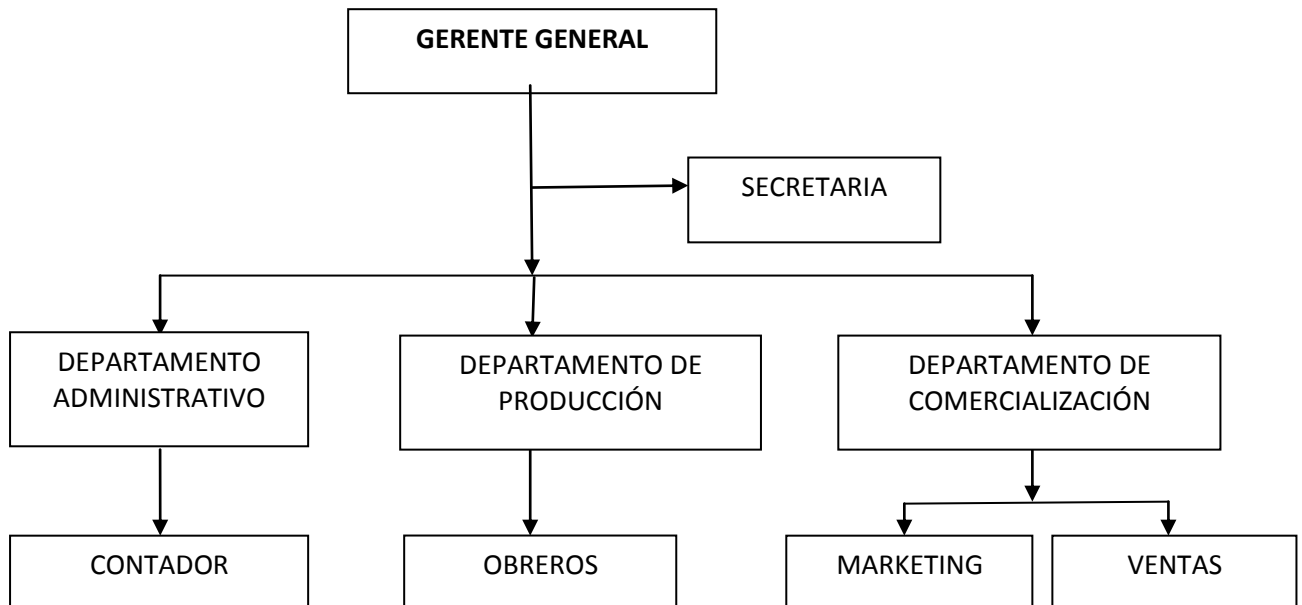 GERENTE GENERAL
SECRETARIA
DEPARTAMENTO
ADMINISTRATIVO
DEPARTAMENTO DE
PRODUCCIÓN
DEPARTAMENTO DE
COMERCIALIZACIÓN
CONTADOR
OBREROS
MARKETING
VENTAS